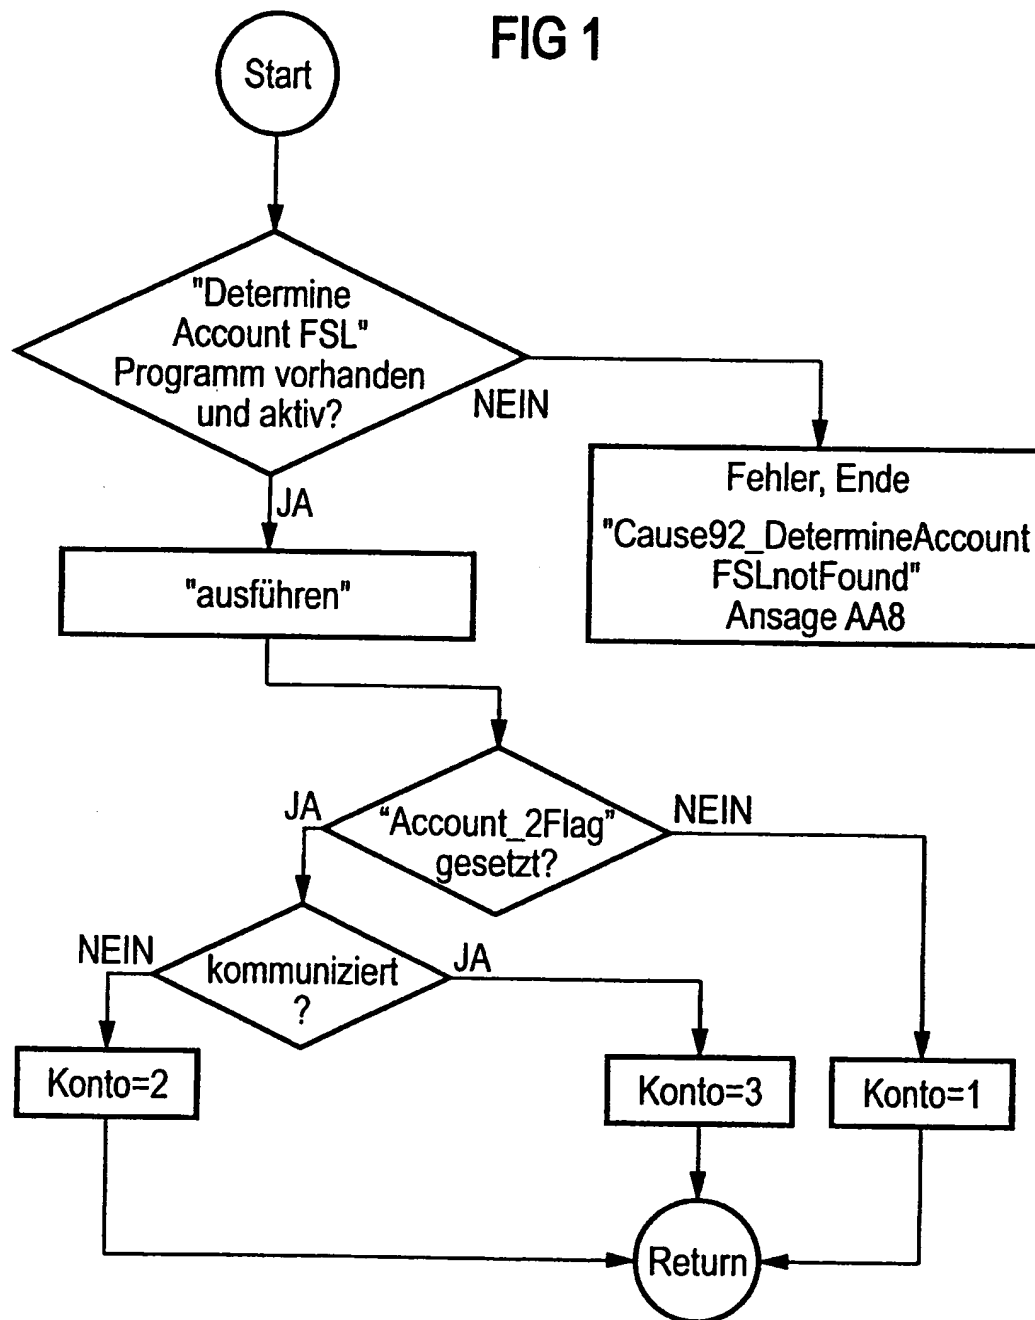 FIG 1
Start
"Determine
Account FSL"
Programm vorhanden
und aktiv?
NEIN
JA
Fehler, Ende
"Cause92_DetermineAccount
FSLnotFound"
Ansage AA8
"ausführen"
JA
“Account_2Flag”
gesetzt?
NEIN
NEIN
kommuniziert
?
JA
Konto=2
Konto=3
Konto=1
Return